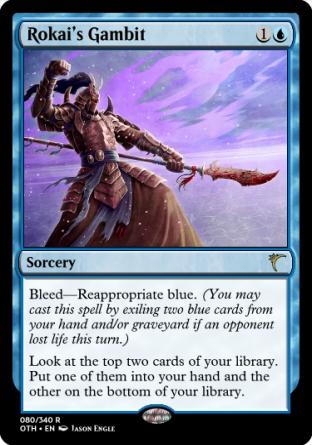 Rokai's Gambit 1
Sorcery
Bleed—Reappropriate blue. (You may
cast this spell by exiling two blue cards from
your hand and/or graveyard if an opponent
lost life this turn.)
Look at the top two cards of your library.
Put one of them into your hand and the
other on the bottom of your library.
080/340 R
OTH • EN Jason Engle